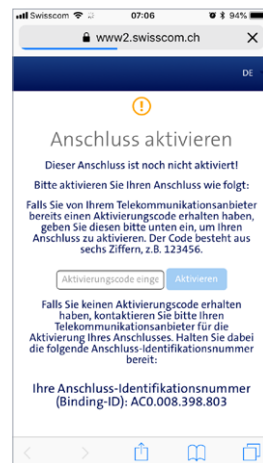 Swisscom 07:06 94%
www2.swisscom.ch
DE
Anschluss aktivieren
Dieser Anschluss ist noch nicht aktiviert!
Bitte aktivieren Sie Ihren Anschluss wie folgt:
Falls Sie von Ihrem Telekommunikationsanbieter
bereits einen Aktivierungscode erhalten haben,
geben Sie diesen bitte unten ein, um Ihren
Anschluss zu aktivieren. Der Code besteht aus
sechs Ziffern, z.B. 123456.
Aktivierungscode einge Aktivieren
Falls Sie keinen Aktivierungscode erhalten
haben, kontaktieren Sie bitte Ihren
Telekommunikationsanbieter für die
Aktivierung Ihres Anschlusses. Halten Sie dabei
die folgende Anschluss-Identifikationsnummer
bereit:
Ihre Anschluss-Identifikationsnummer
(Binding-ID): AC0.008.398.803